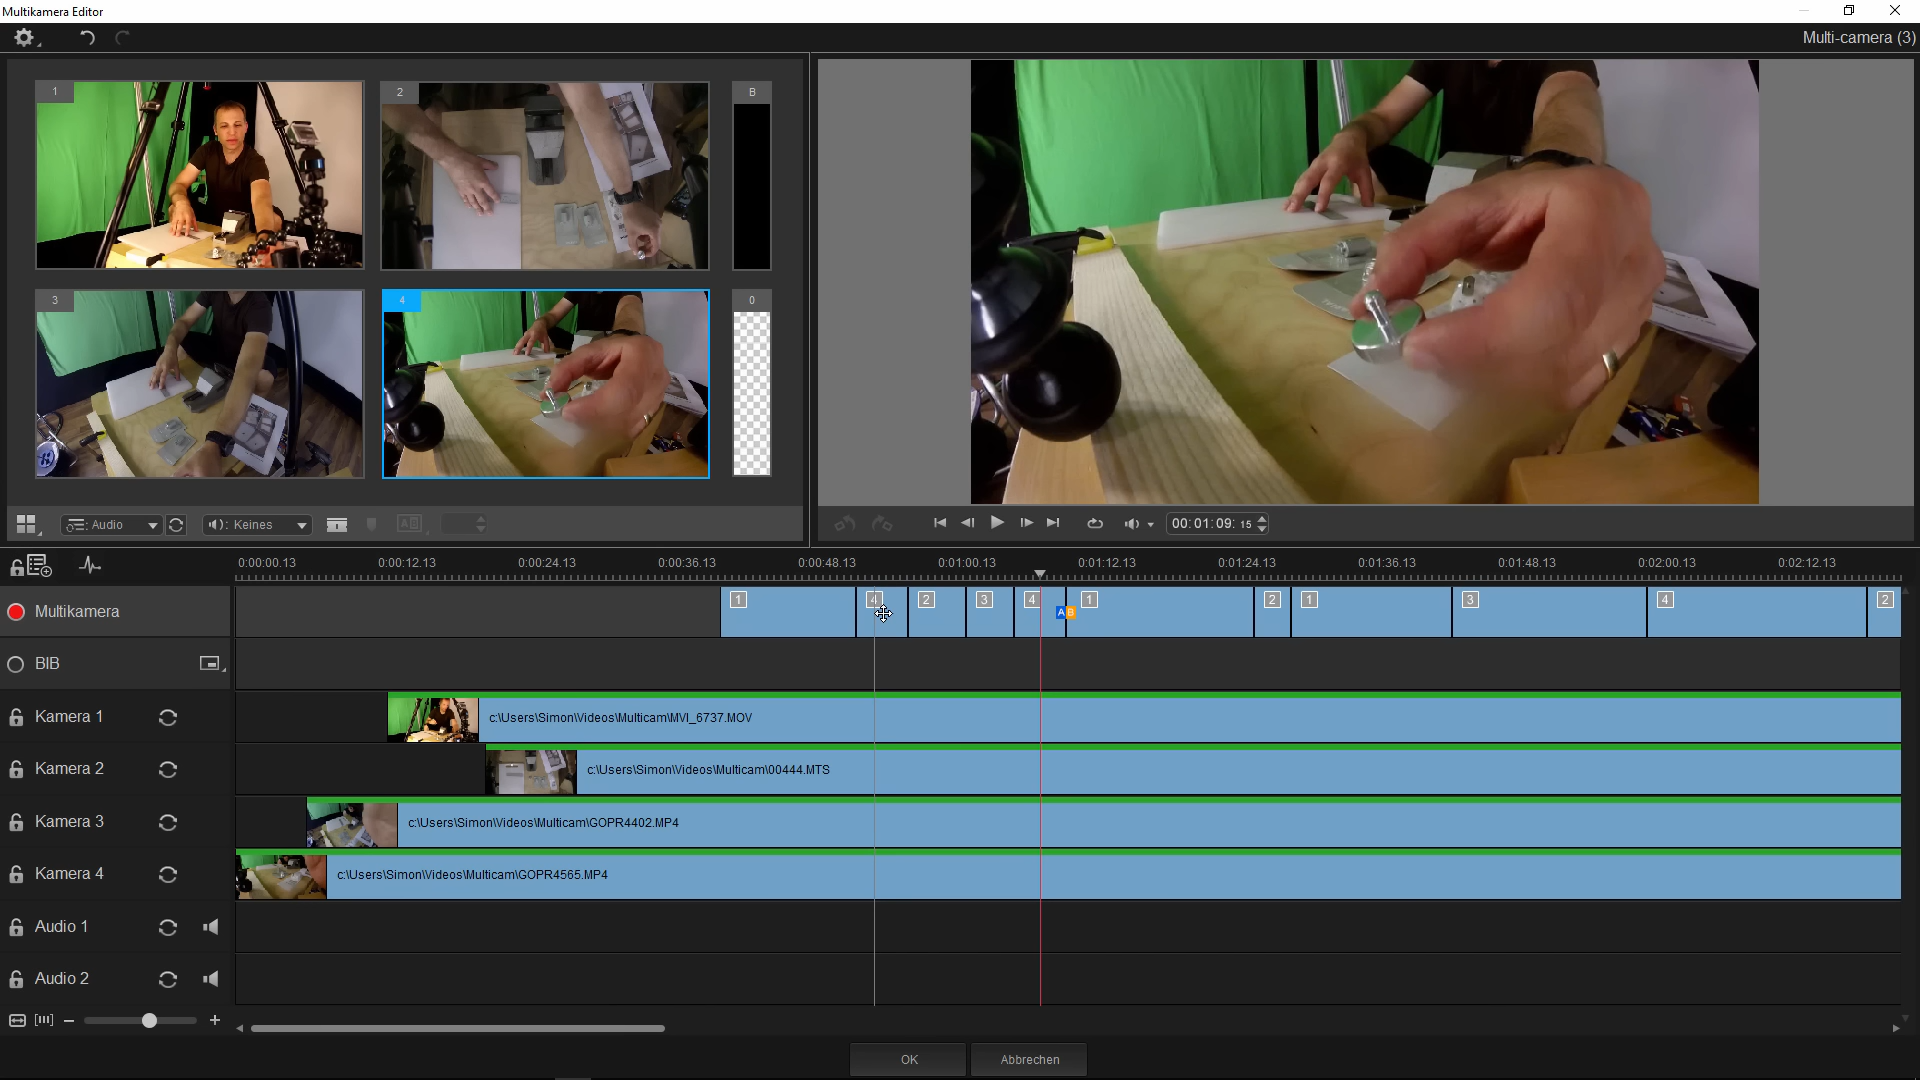 Multikamera Editor
Multi-camera (3)
1
2
B
3
4
0
Audio
Keines
00:01:09: 15
0:00:00.13
0:00:12.13
0:00:24.13
0:00:36.13
0:00:48.13
0:01:00.13
0:01:12.13
0:01:24.13
0:01:36.13
0:01:48.13
0:02:00.13
0:02:12.13
Multikamera
1
4
2
3
4
A B
1
2
1
3
4
2
BIB
Kamera 1
c:\Users\Simon\Videos\Multicam\MVI_6737.MOV
Kamera 2
c:\Users\Simon\Videos\Multicam\00444.MTS
Kamera 3
c:\Users\Simon\Videos\Multicam\GOPR4402.MP4
Kamera 4
c:\Users\Simon\Videos\Multicam\GOPR4565.MP4
Audio 1
Audio 2
OK
Abbrechen